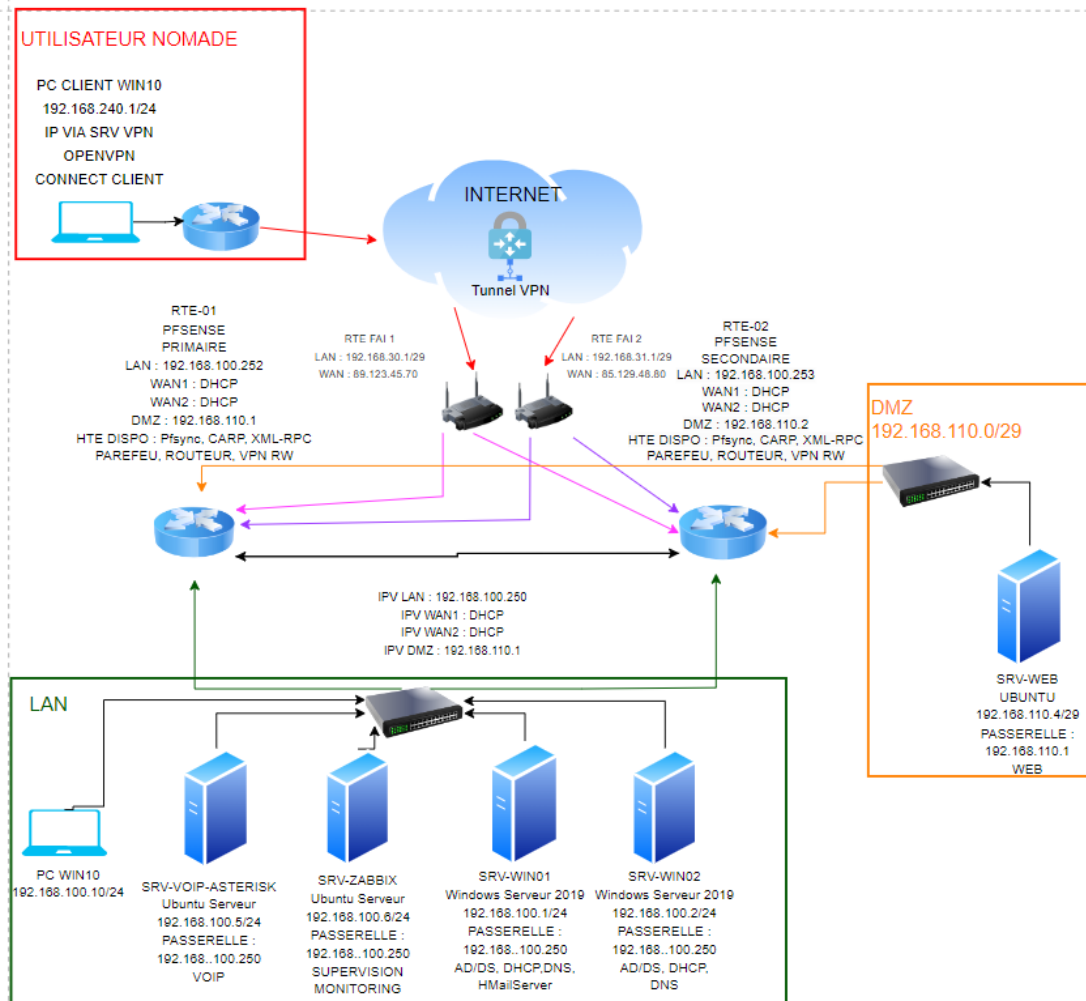 UTILISATEUR NOMADE
PC CLIENT WIN10
192.168.240.1/24
IP VIA SRV VPN
OPENVPN
CONNECT CLIENT
INTERNET
Tunnel VPN
RTE-01
PFSENSE
PRIMAIRE
LAN : 192.168.100.252
WAN1 : DHCP
WAN2 : DHCP
DMZ : 192.168.110.1
HTE DISPO : Pfsync, CARP, XML-RPC
PAREFEU, ROUTEUR, VPN RW
RTE FAI 1
LAN : 192.168.30.1/29
WAN : 89.123.45.70
RTE FAI 2
LAN : 192.168.31.1/29
WAN : 85.129.48.80
RTE-02
PFSENSE
SECONDAIRE
LAN : 192.168.100.253
WAN1 : DHCP
WAN2 : DHCP
DMZ : 192.168.110.2
HTE DISPO : Pfsync, CARP, XML-RPC
PAREFEU, ROUTEUR, VPN RW
DMZ
192.168.110.0/29
SRV-WEB
UBUNTU
192.168.110.4/29
PASSERELLE :
192.168.110.1
WEB
IPV LAN : 192.168.100.250
IPV WAN1 : DHCP
IPV WAN2 : DHCP
IPV DMZ : 192.168.110.1
LAN
PC WIN10
192.168.100.10/24
SRV-VOIP-ASTERISK
Ubuntu Serveur
192.168.100.5/24
PASSERELLE :
192.168..100.250
VOIP
SRV-ZABBIX
Ubuntu Serveur
192.168.100.6/24
PASSERELLE :
192.168..100.250
SUPERVISION
MONITORING
SRV-WIN01
Windows Serveur 2019
192.168.100.1/24
PASSERELLE :
192.168..100.250
AD/DS, DHCP,DNS,
HMailServer
SRV-WIN02
Windows Serveur 2019
192.168.100.2/24
PASSERELLE :
192.168..100.250
AD/DS, DHCP,
DNS